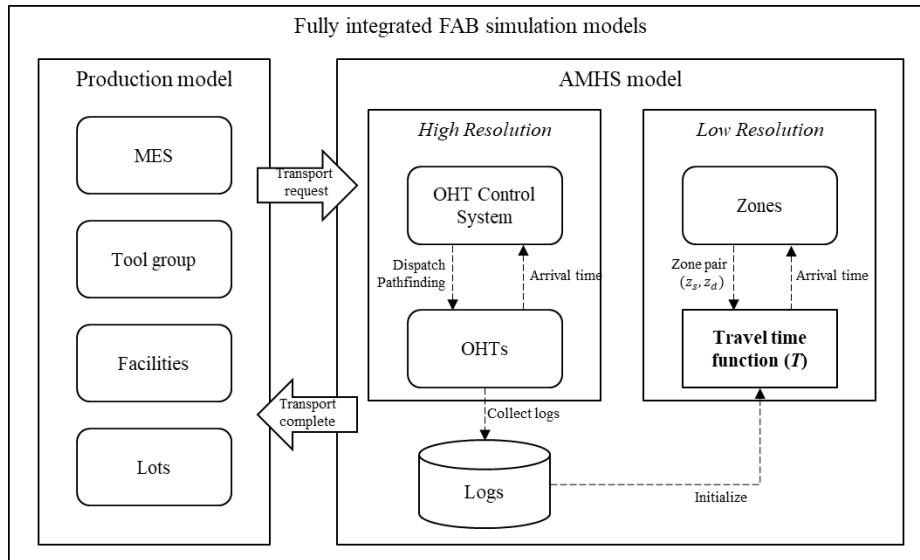 Fully integrated FAB simulation models
Production model
MES
Tool group
Facilities
Lots
Transport
request
Transport
complete
AMHS model
High Resolution
OHT Control
System
Dispatch
Pathfinding
Arrival time
OHTs
Collect logs
Logs
Initialize
Low Resolution
Zones
Zone pair
(z_s, z_d)
Arrival time
Travel time
function (T)